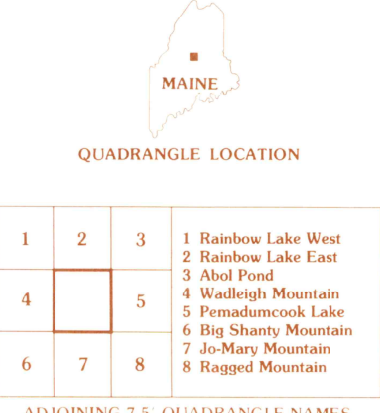 MAINE
QUADRANGLE LOCATION
1 2 3
4 5
6 7 8
1 Rainbow Lake West
2 Rainbow Lake East
3 Abol Pond
4 Wadleigh Mountain
5 Pemadumcook Lake
6 Big Shanty Mountain
7 Jo-Mary Mountain
8 Ragged Mountain
ADJOINING 7.5' QUADRANGLE NAMES